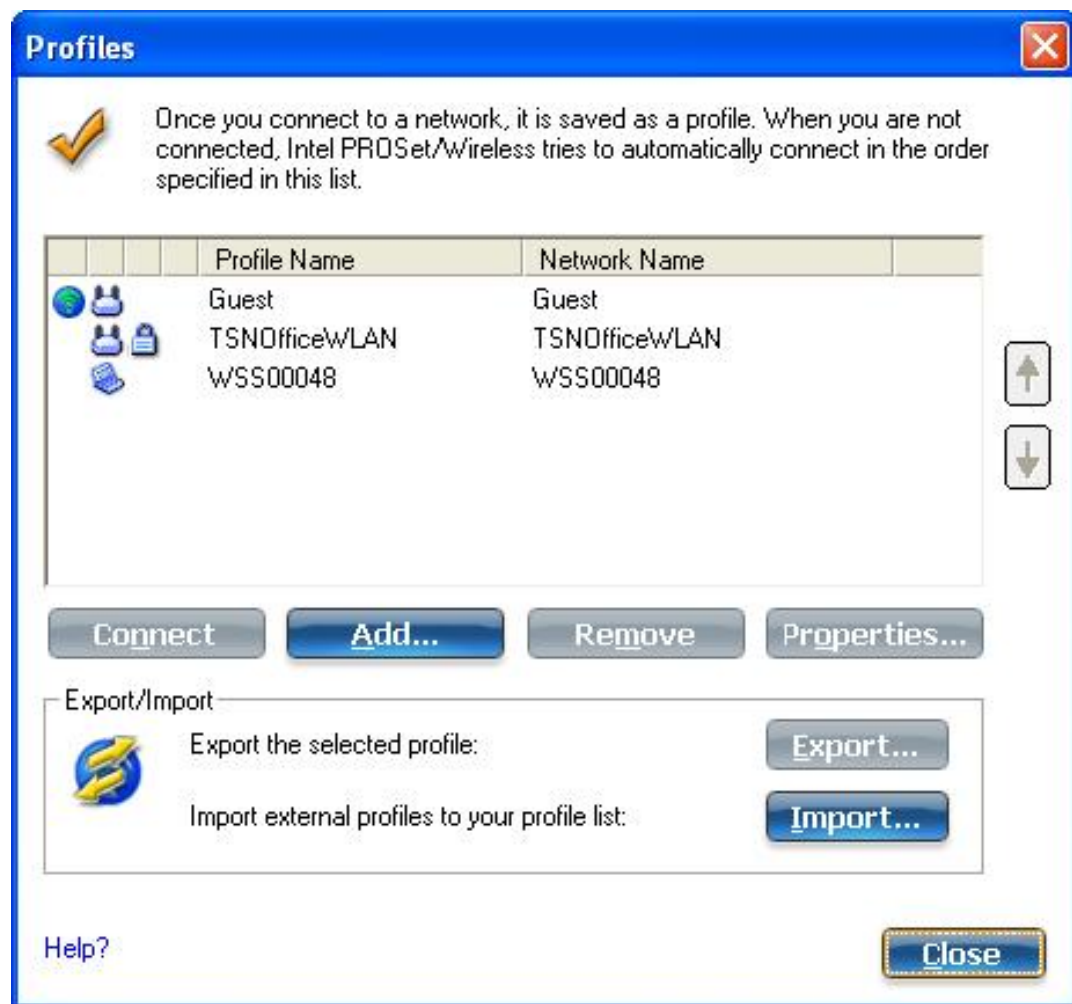 Profiles
Once you connect to a network, it is saved as a profile. When you are not
connected, Intel PROSet/Wireless tries to automatically connect in the order
specified in this list.
Profile Name Network Name
Guest Guest
TSNOfficeWLAN TSNOfficeWLAN
WSS00048 WSS00048
Connect Add... Remove Properties...
Export/Import
Export the selected profile: Export...
Import external profiles to your profile list: Import...
Help? Close